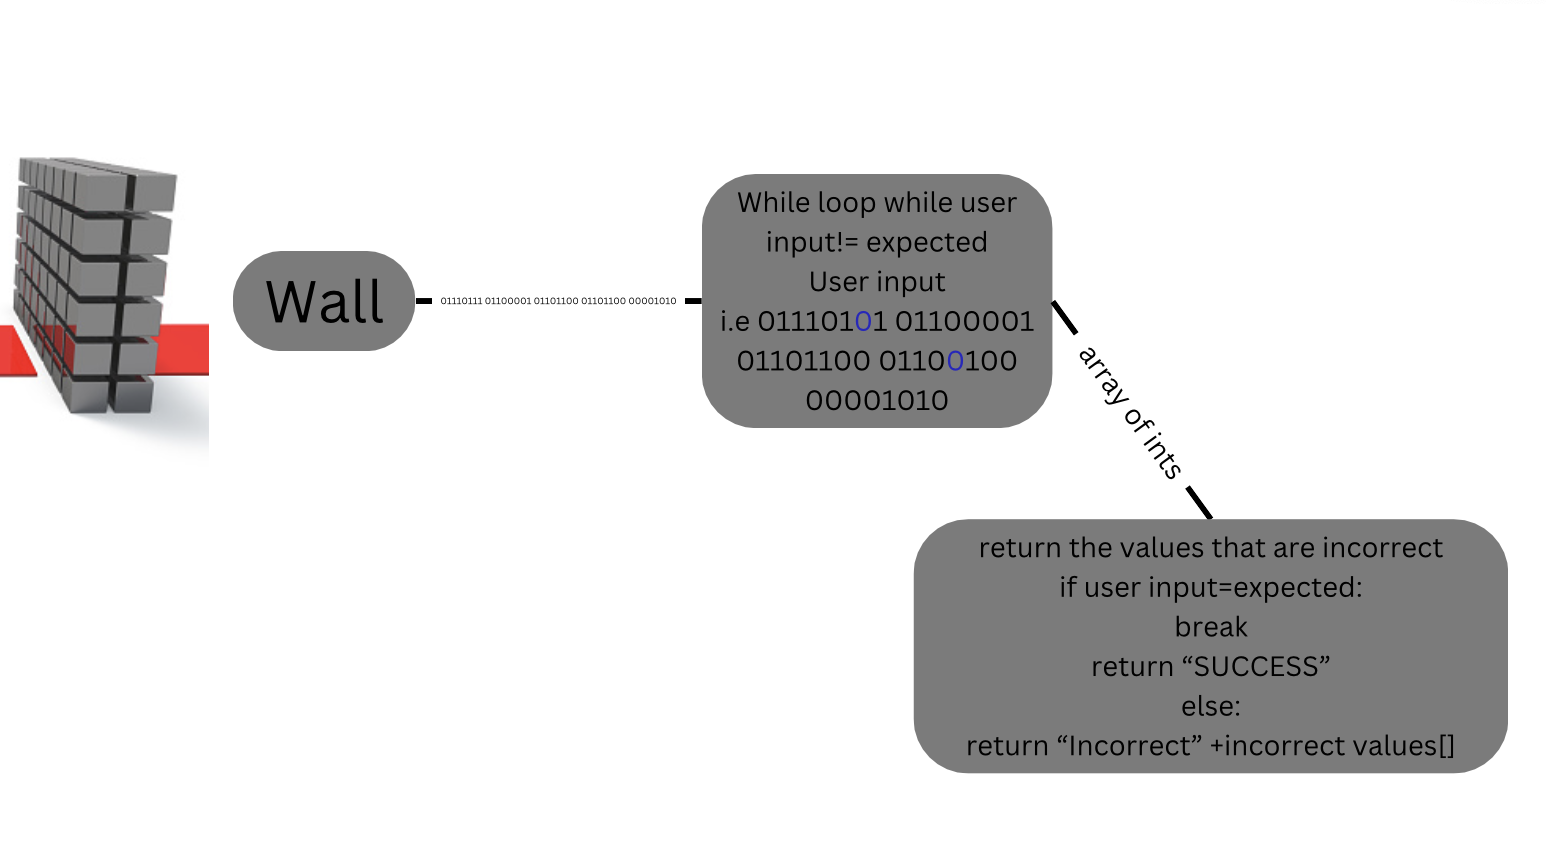 Wall
01110111 01100001 01101100 01101100 00001010
While loop while user
input!= expected
User input
i.e 01110101 01100001
01101100 01100100
00001010
array of ints
return the values that are incorrect
if user input=expected:
break
return “SUCCESS”
else:
return “Incorrect” +incorrect values[]